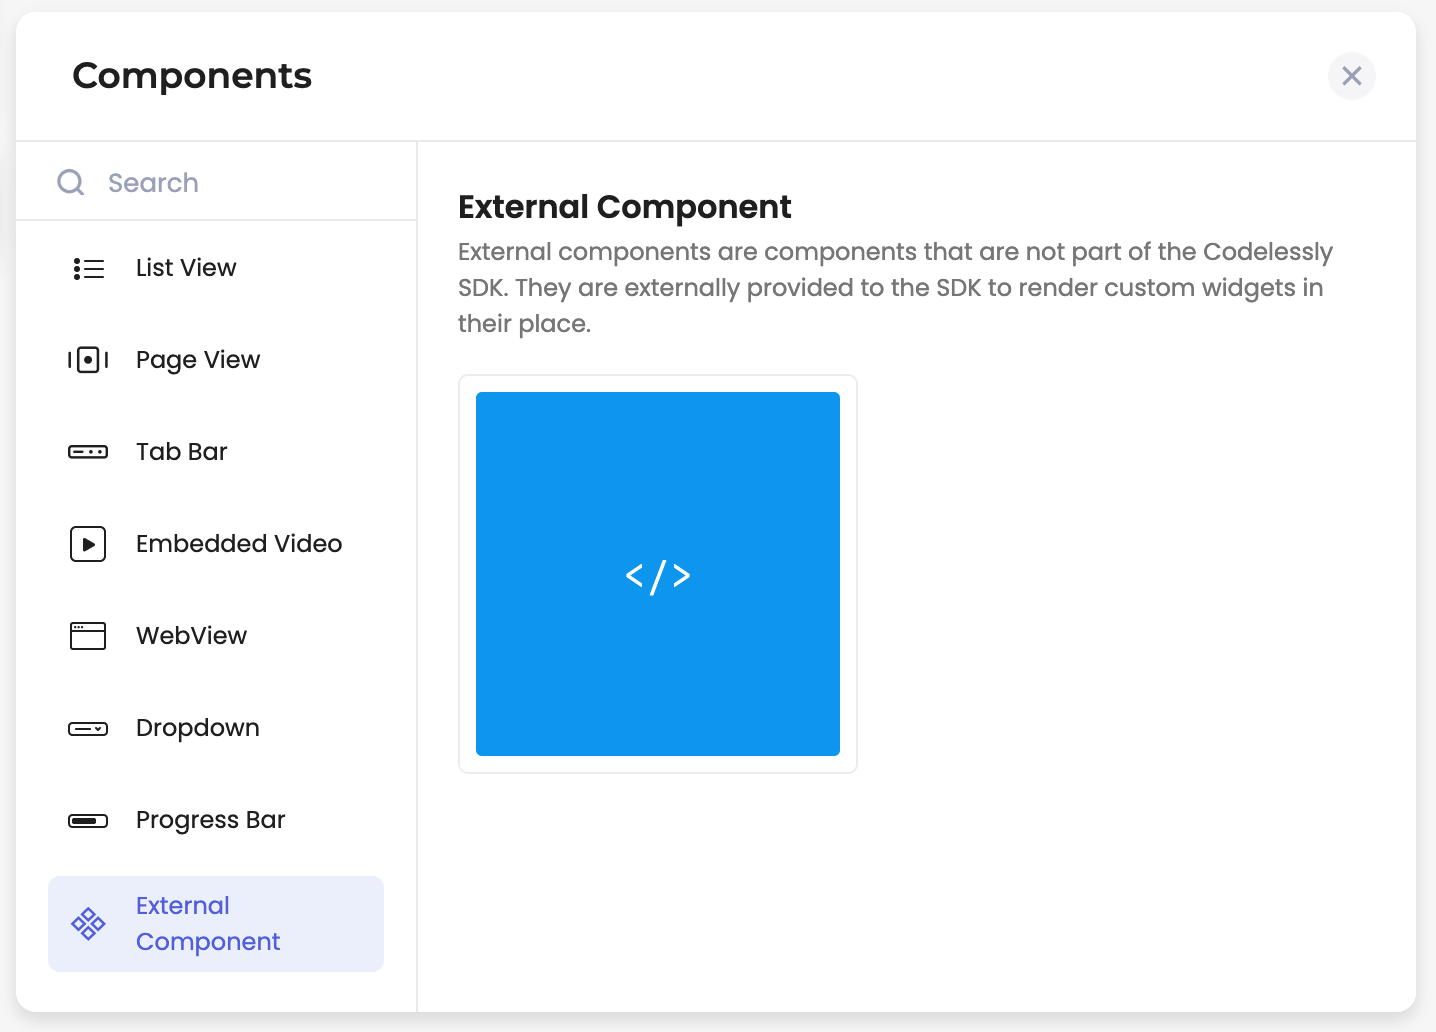 Components
Search
List View
Page View
Tab Bar
Embedded Video
WebView
Dropdown
Progress Bar
External
Component
External Component
External components are components that are not part of the Codelessly
SDK. They are externally provided to the SDK to render custom widgets in
their place.
</>